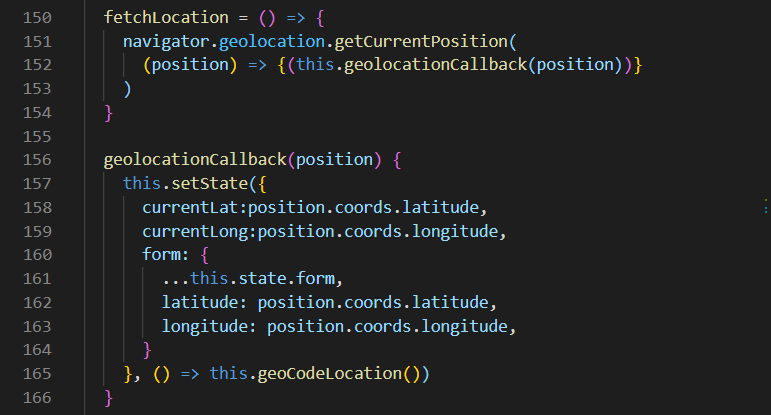 150 fetchLocation = () => {
151 navigator.geolocation.getCurrentPosition(
152 (position) => {(this.geolocationCallback(position))}
153 )
154 }
155
156 geolocationCallback(position) {
157 this.setState({
158 currentLat:position.coords.latitude,
159 currentLong:position.coords.longitude,
160 form: {
161 ...this.state.form,
162 latitude: position.coords.latitude,
163 longitude: position.coords.longitude,
164 }
165 }, () => this.geoCodeLocation())
166 }